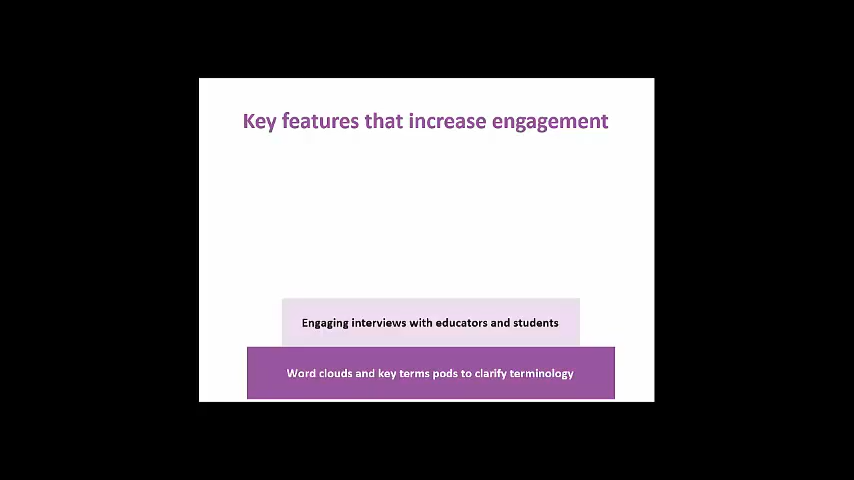 Key features that increase engagement
Engaging interviews with educators and students
Word clouds and key terms pods to clarify terminology